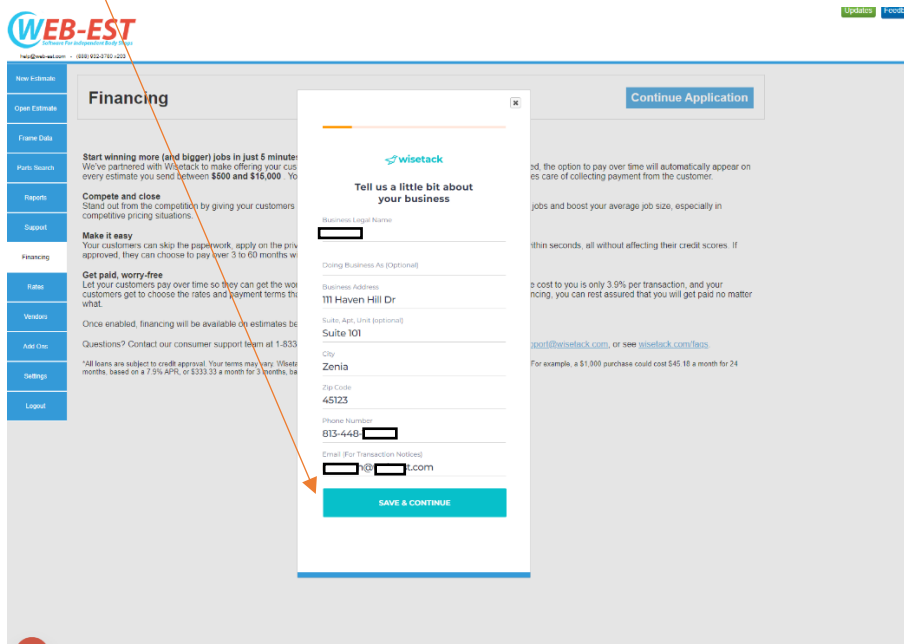 Updates Feedb
WEB-EST
Software For Independent Body Shops
help@web-est.com - (888) 932-3780 x203
New Estimate
Open Estimate
Frame Data
Parts Search
Reports
Support
Financing
Rates
Vendors
Add Ons
Settings
Logout
Financing
Continue Application
Start winning more (and bigger) jobs in just 5 minute
We've partnered with Wisetack to make offering your cus
ed, the option to pay over time will automatically appear on
every estimate you send between $500 and $15,000 . Yo
es care of collecting payment from the customer.
Compete and close
Stand out from the competition by giving your customers
jobs and boost your average job size, especially in
competitive pricing situations.
Make it easy
Your customers can skip the paperwork, apply on the priv
ithin seconds, all without affecting their credit scores. If
approved, they can choose to pay over 3 to 60 months wi
Get paid, worry-free
Let your customers pay over time so they can get the wor
e cost to you is only 3.9% per transaction, and your
customers get to choose the rates and payment terms tha
ncing, you can rest assured that you will get paid no matter
what.
Once enabled, financing will be available on estimates be
Questions? Contact our consumer support team at 1-833
pport@wisetack.com, or see wisetack.com/faqs.
*All loans are subject to credit approval. Your terms may vary. Wiseta
For example, a $1,000 purchase could cost $45.18 a month for 24
months, based on a 7.9% APR, or $333.33 a month for 3 months, ba
wisetack
Tell us a little bit about
your business
Business Legal Name
Doing Business As (Optional)
Business Address
111 Haven Hill Dr
Suite, Apt, Unit (optional)
Suite 101
City
Zenia
Zip Code
45123
Phone Number
813-448-
Email (For Transaction Notices)
h@ t.com
SAVE & CONTINUE